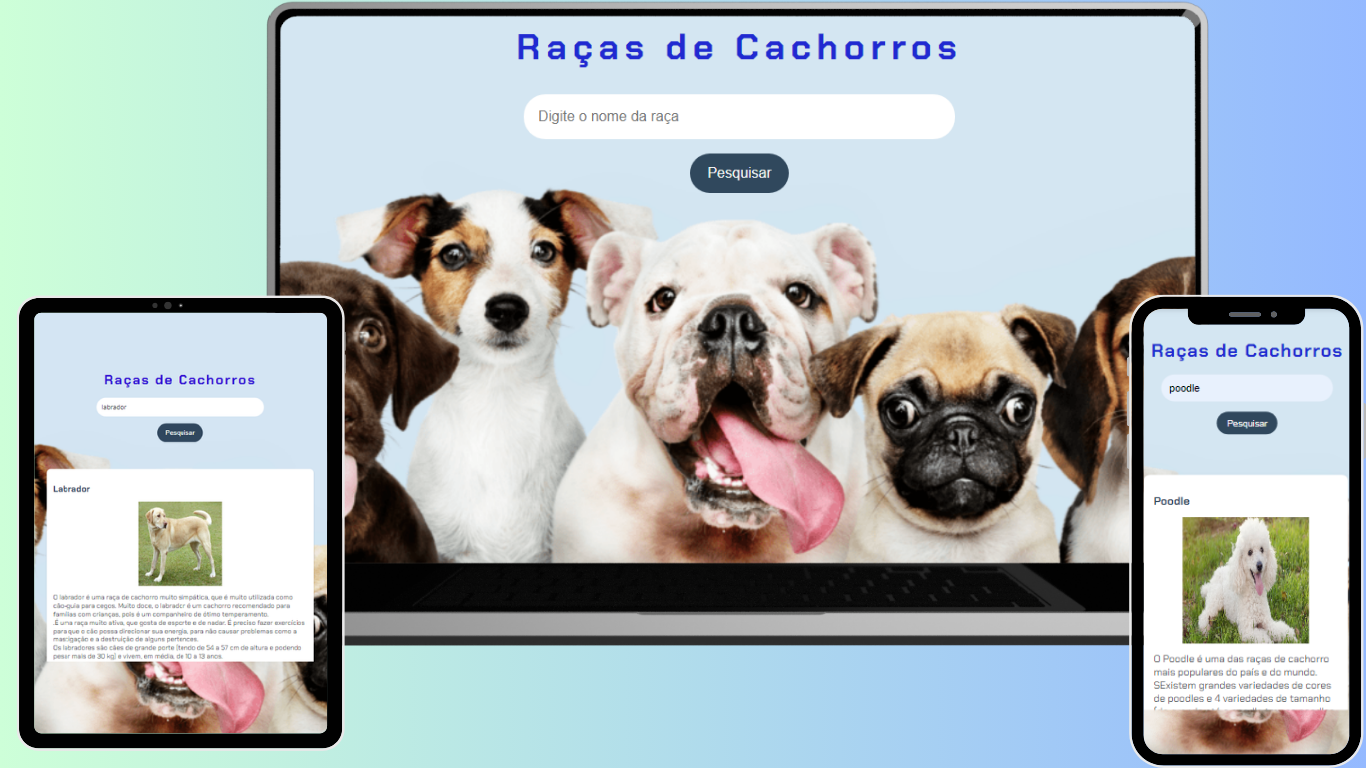 Raças de Cachorros
Digite o nome da raça
Pesquisar
Raças de Cachorros
labrador
Pesquisar
Labrador
O labrador é uma raça de cachorro muito simpática, que é muito utilizada como
cão-guia para cegos. Muito doce, o labrador é um cachorro recomendado para
famílias com crianças, pois é um companheiro de ótimo temperamento.
.É uma raça muito ativa, que gosta de esporte e de nadar. É preciso fazer exercícios
para que o cão possa direcionar sua energia, para não causar problemas como a
mastigação e a destruição de alguns pertences.
Os labradores são cães de grande porte (tendo de 54 a 57 cm de altura e podendo
pesar mais de 30 kg) e vivem, em média, de 10 a 13 anos.
Raças de Cachorros
poodle
Pesquisar
Poodle
O Poodle é uma das raças de cachorro
mais populares do país e do mundo.
SExistem grandes variedades de cores
de poodles e 4 variedades de tamanho